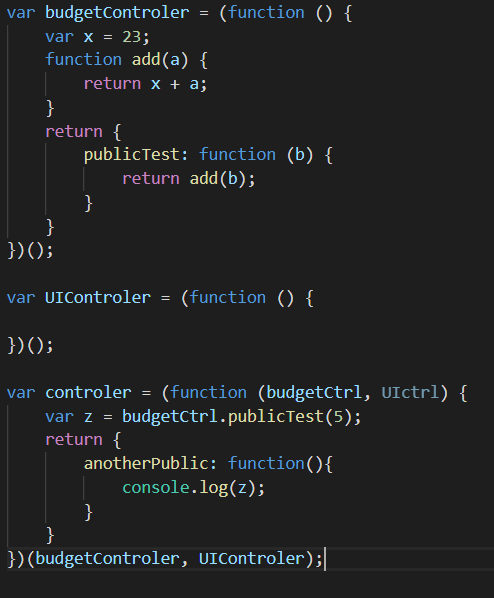 var budgetControler = (function () {
    var x = 23;
    function add(a) {
        return x + a;
    }
    return {
        publicTest: function (b) {
            return add(b);
        }
    }
})();

var UIControler = (function () {

})();

var controler = (function (budgetCtrl, UIctrl) {
    var z = budgetCtrl.publicTest(5);
    return {
        anotherPublic: function(){
            console.log(z);
        }
    }
})(budgetControler, UIControler);